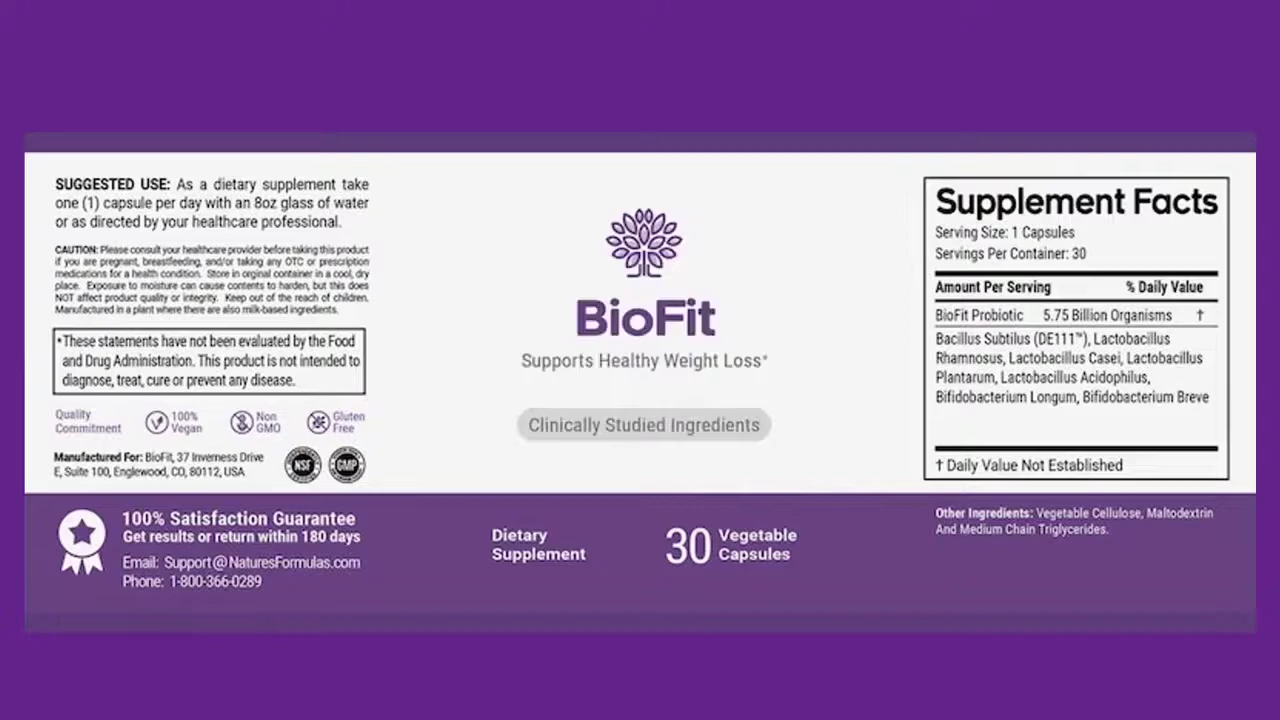 SUGGESTED USE: As a dietary supplement take
one (1) capsule per day with an 8oz glass of water
or as directed by your healthcare professional.
CAUTION: Please consult your healthcare provider before taking this product
if you are pregnant, breastfeeding, and/or taking any OTC or prescription
medications for a health condition. Store in orginal container in a cool, dry
place. Exposure to moisture can cause contents to harden, but this does
NOT affect product quality or integrity. Keep out of the reach of children.
Manufactured in a plant where there are also milk-based ingredients.
*These statements have not been evaluated by the Food
and Drug Administration. This product is not intended to
diagnose, treat, cure or prevent any disease.
Quality
Commitment
100%
Vegan
Non
GMO
Gluten
Free
Manufactured For: BioFit, 37 Inverness Drive
E, Suite 100, Englewood, CO, 80112, USA
NSF
GMP
100% Satisfaction Guarantee
Get results or return within 180 days
Email: Support@NaturesFormulas.com
Phone: 1-800-366-0289
BioFit
Supports Healthy Weight Loss*
Clinically Studied Ingredients
Dietary
Supplement
30 Vegetable
Capsules
Supplement Facts
Serving Size: 1 Capsules
Servings Per Container: 30
Amount Per Serving % Daily Value
BioFit Probiotic 5.75 Billion Organisms †
Bacillus Subtilus (DE111™), Lactobacillus
Rhamnosus, Lactobacillus Casei, Lactobacillus
Plantarum, Lactobacillus Acidophilus,
Bifidobacterium Longum, Bifidobacterium Breve
† Daily Value Not Established
Other Ingredients: Vegetable Cellulose, Maltodextrin
And Medium Chain Triglycerides.